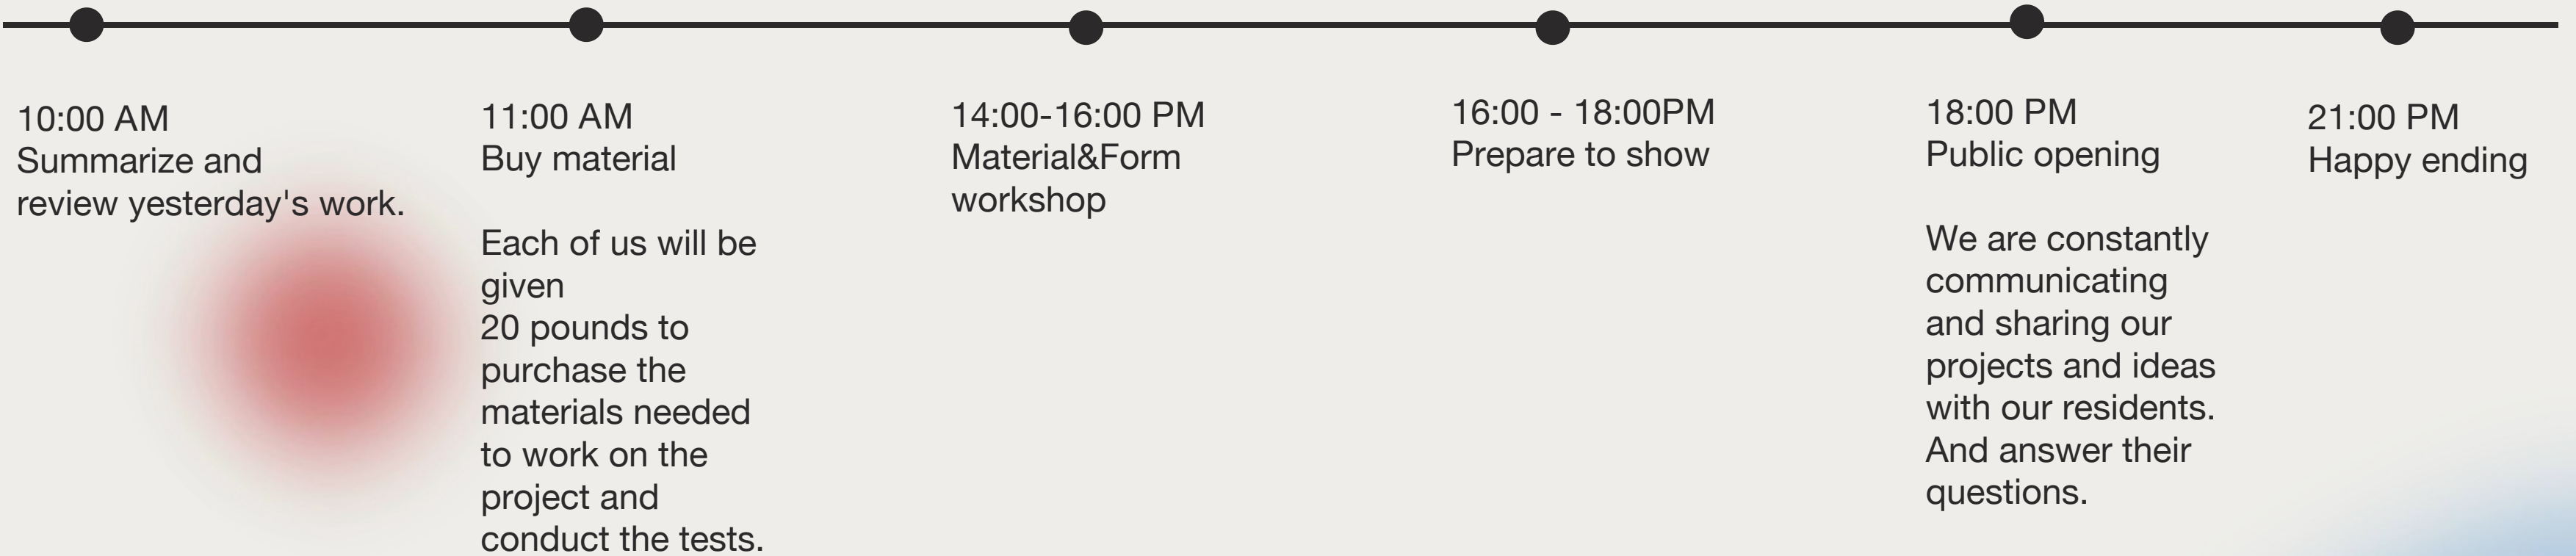 10:00 AM
Summarize and
review yesterday's work.
11:00 AM
Buy material
Each of us will be
given
20 pounds to
purchase the
materials needed
to work on the
project and
conduct the tests.
14:00-16:00 PM
Material&Form
workshop
16:00 - 18:00PM
Prepare to show
18:00 PM
Public opening
We are constantly
communicating
and sharing our
projects and ideas
with our residents.
And answer their
questions.
21:00 PM
Happy ending